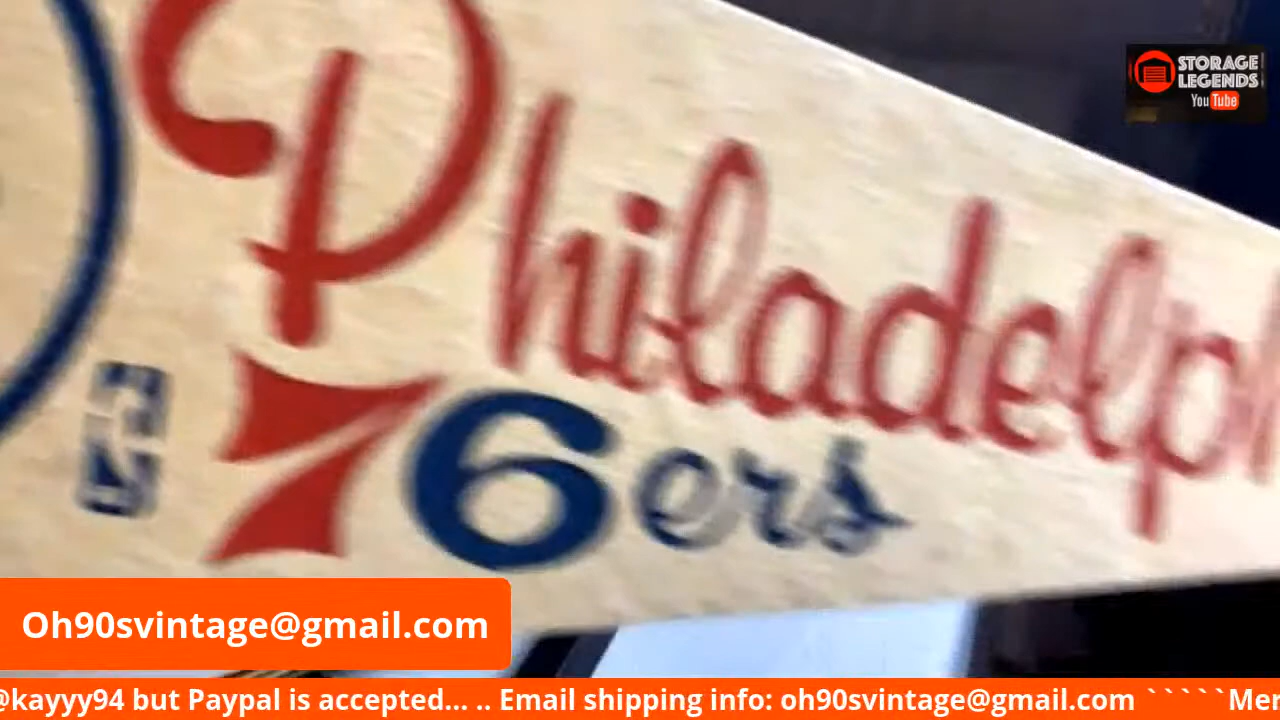 STORAGE
LEGENDS
YouTube
Philadelph
76ers
Oh90svintage@gmail.com
@kayyy94 but Paypal is accepted... .. Email shipping info: oh90svintage@gmail.com `````Mer